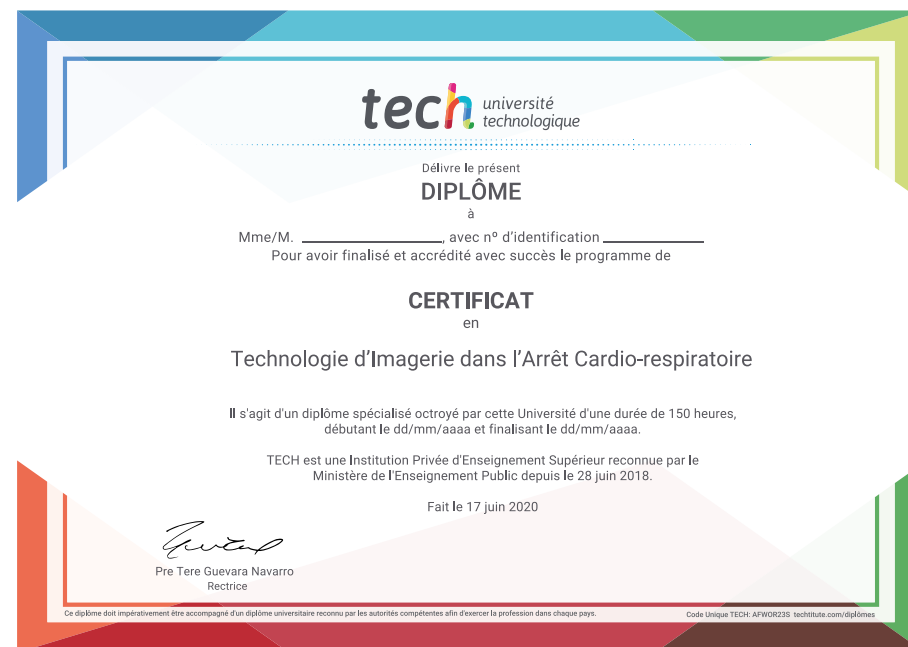 tech université
technologique
Délivre le présent
DIPLÔME
à
Mme/M. ____________________, avec nº d'identification ______________
Pour avoir finalisé et accrédité avec succès le programme de
CERTIFICAT
en
Technologie d'Imagerie dans l'Arrêt Cardio-respiratoire
Il s'agit d'un diplôme spécialisé octroyé par cette Université d'une durée de 150 heures,
débutant le dd/mm/aaaa et finalisant le dd/mm/aaaa.
TECH est une Institution Privée d'Enseignement Supérieur reconnue par le
Ministère de l'Enseignement Public depuis le 28 juin 2018.
Fait le 17 juin 2020
Pre Tere Guevara Navarro
Rectrice
Ce diplôme doit impérativement être accompagné d'un diplôme universitaire reconnu par les autorités compétentes afin d'exercer la profession dans chaque pays.
Code Unique TECH: AFWOR23S techtitute.com/diplômes